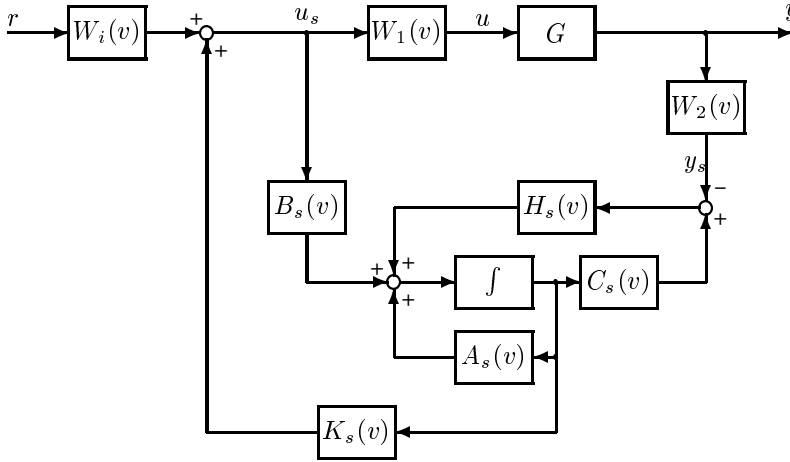 r
W_i(v)
+
+
u_s
W_1(v)
u
G
y
W_2(v)
y_s
B_s(v)
H_s(v)
−
+
+
+
+
∫
C_s(v)
A_s(v)
K_s(v)